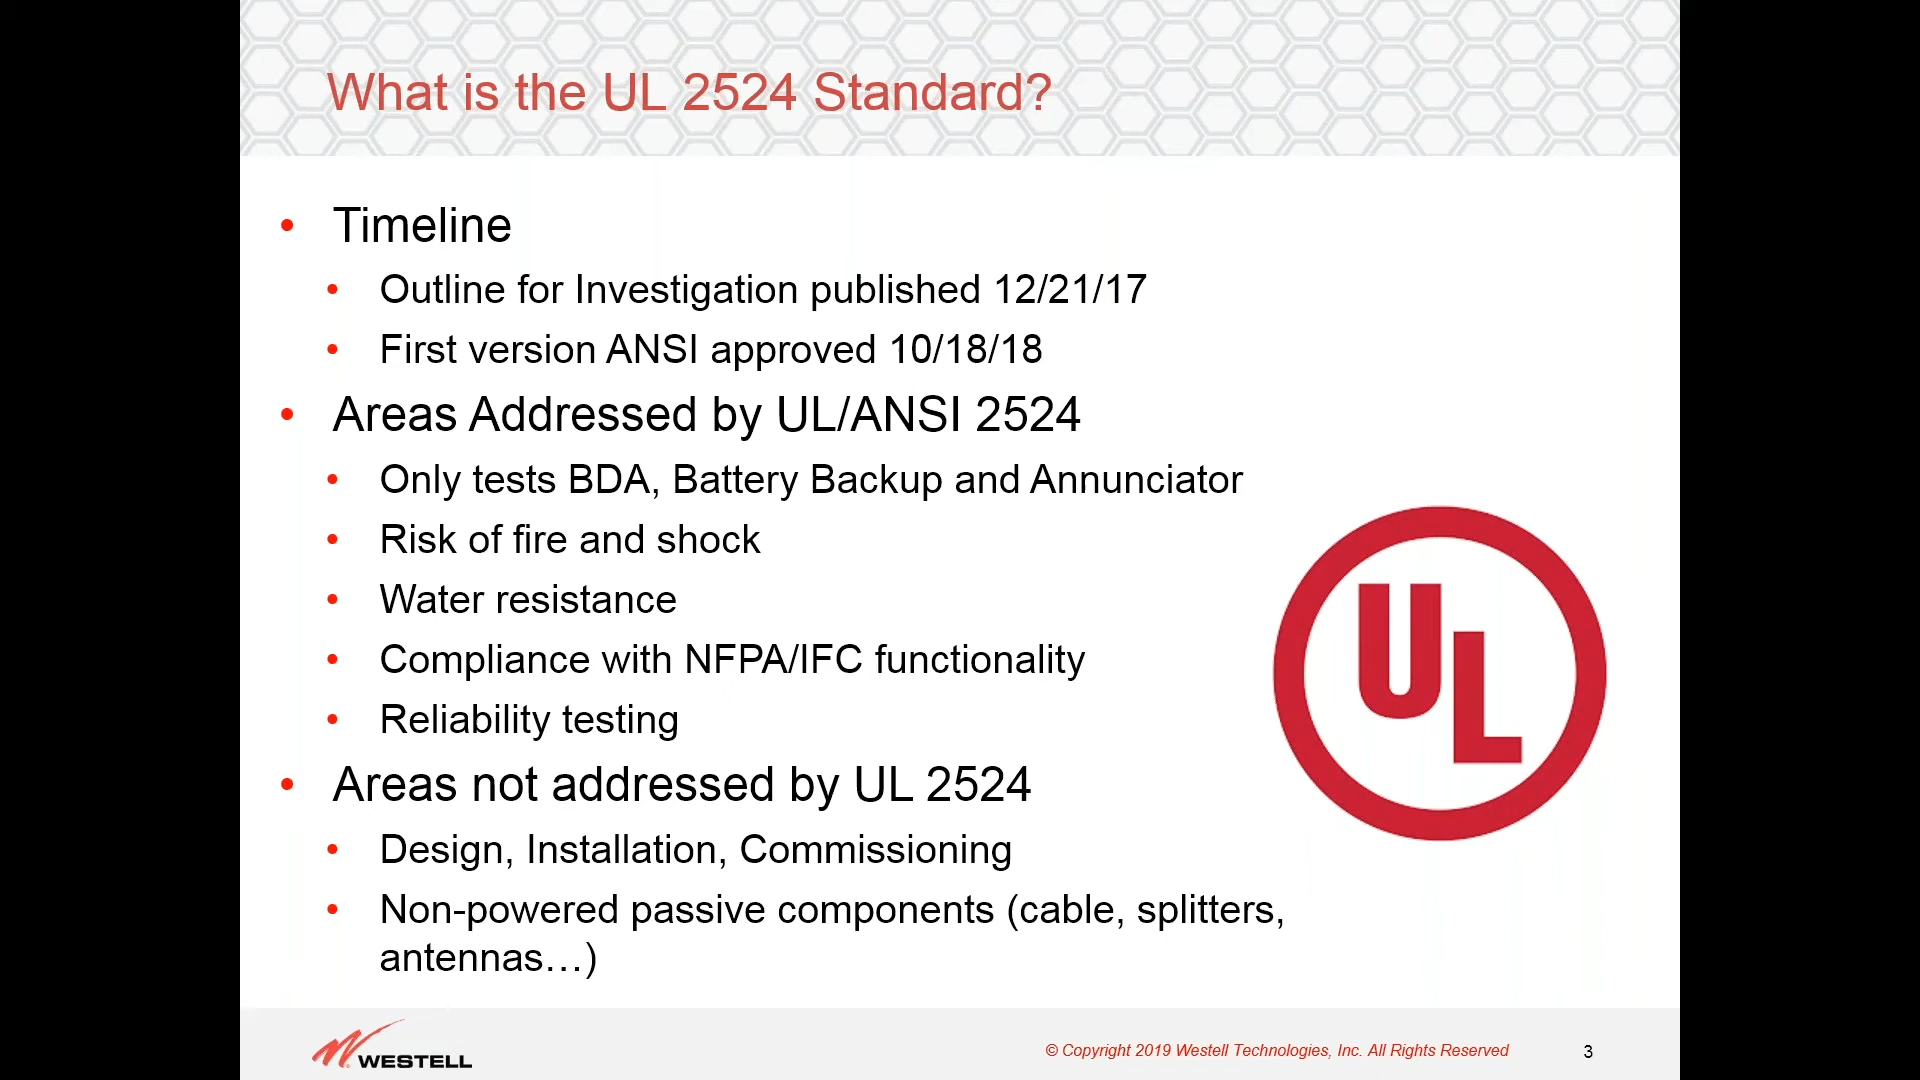 What is the UL 2524 Standard?
• Timeline
• Outline for Investigation published 12/21/17
• First version ANSI approved 10/18/18
• Areas Addressed by UL/ANSI 2524
• Only tests BDA, Battery Backup and Annunciator
• Risk of fire and shock
• Water resistance
• Compliance with NFPA/IFC functionality
• Reliability testing
• Areas not addressed by UL 2524
• Design, Installation, Commissioning
• Non-powered passive components (cable, splitters,
antennas…)
UL
WESTELL
© Copyright 2019 Westell Technologies, Inc. All Rights Reserved
3